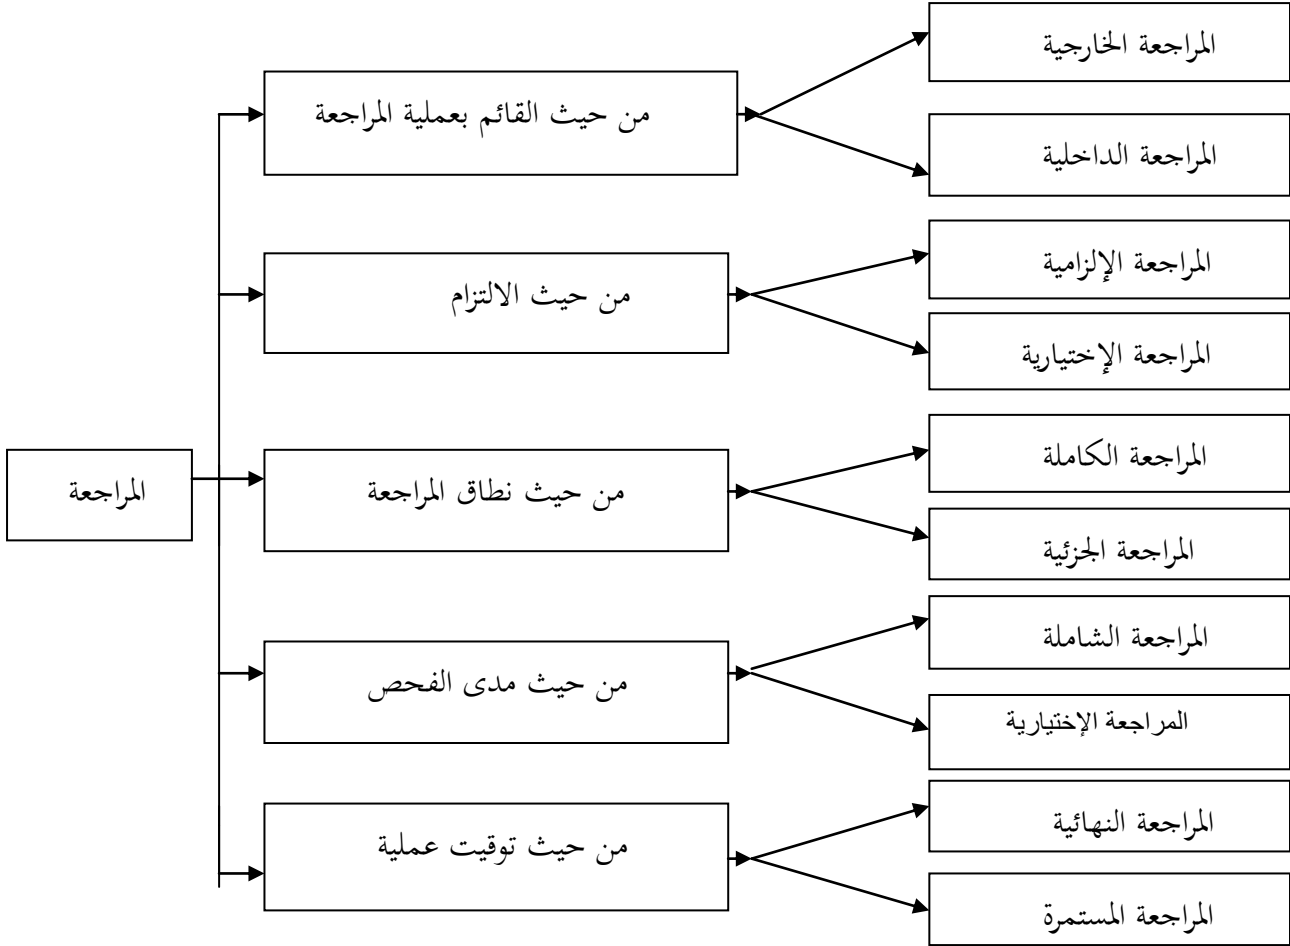 المراجعة
من حيث القائم بعملية المراجعة
المراجعة الخارجية
المراجعة الداخلية
من حيث الالتزام
المراجعة الإلزامية
المراجعة الإختيارية
من حيث نطاق المراجعة
المراجعة الكاملة
المراجعة الجزئية
من حيث مدى الفحص
المراجعة الشاملة
المراجعة الإختيارية
من حيث توقيت عملية
المراجعة النهائية
المراجعة المستمرة